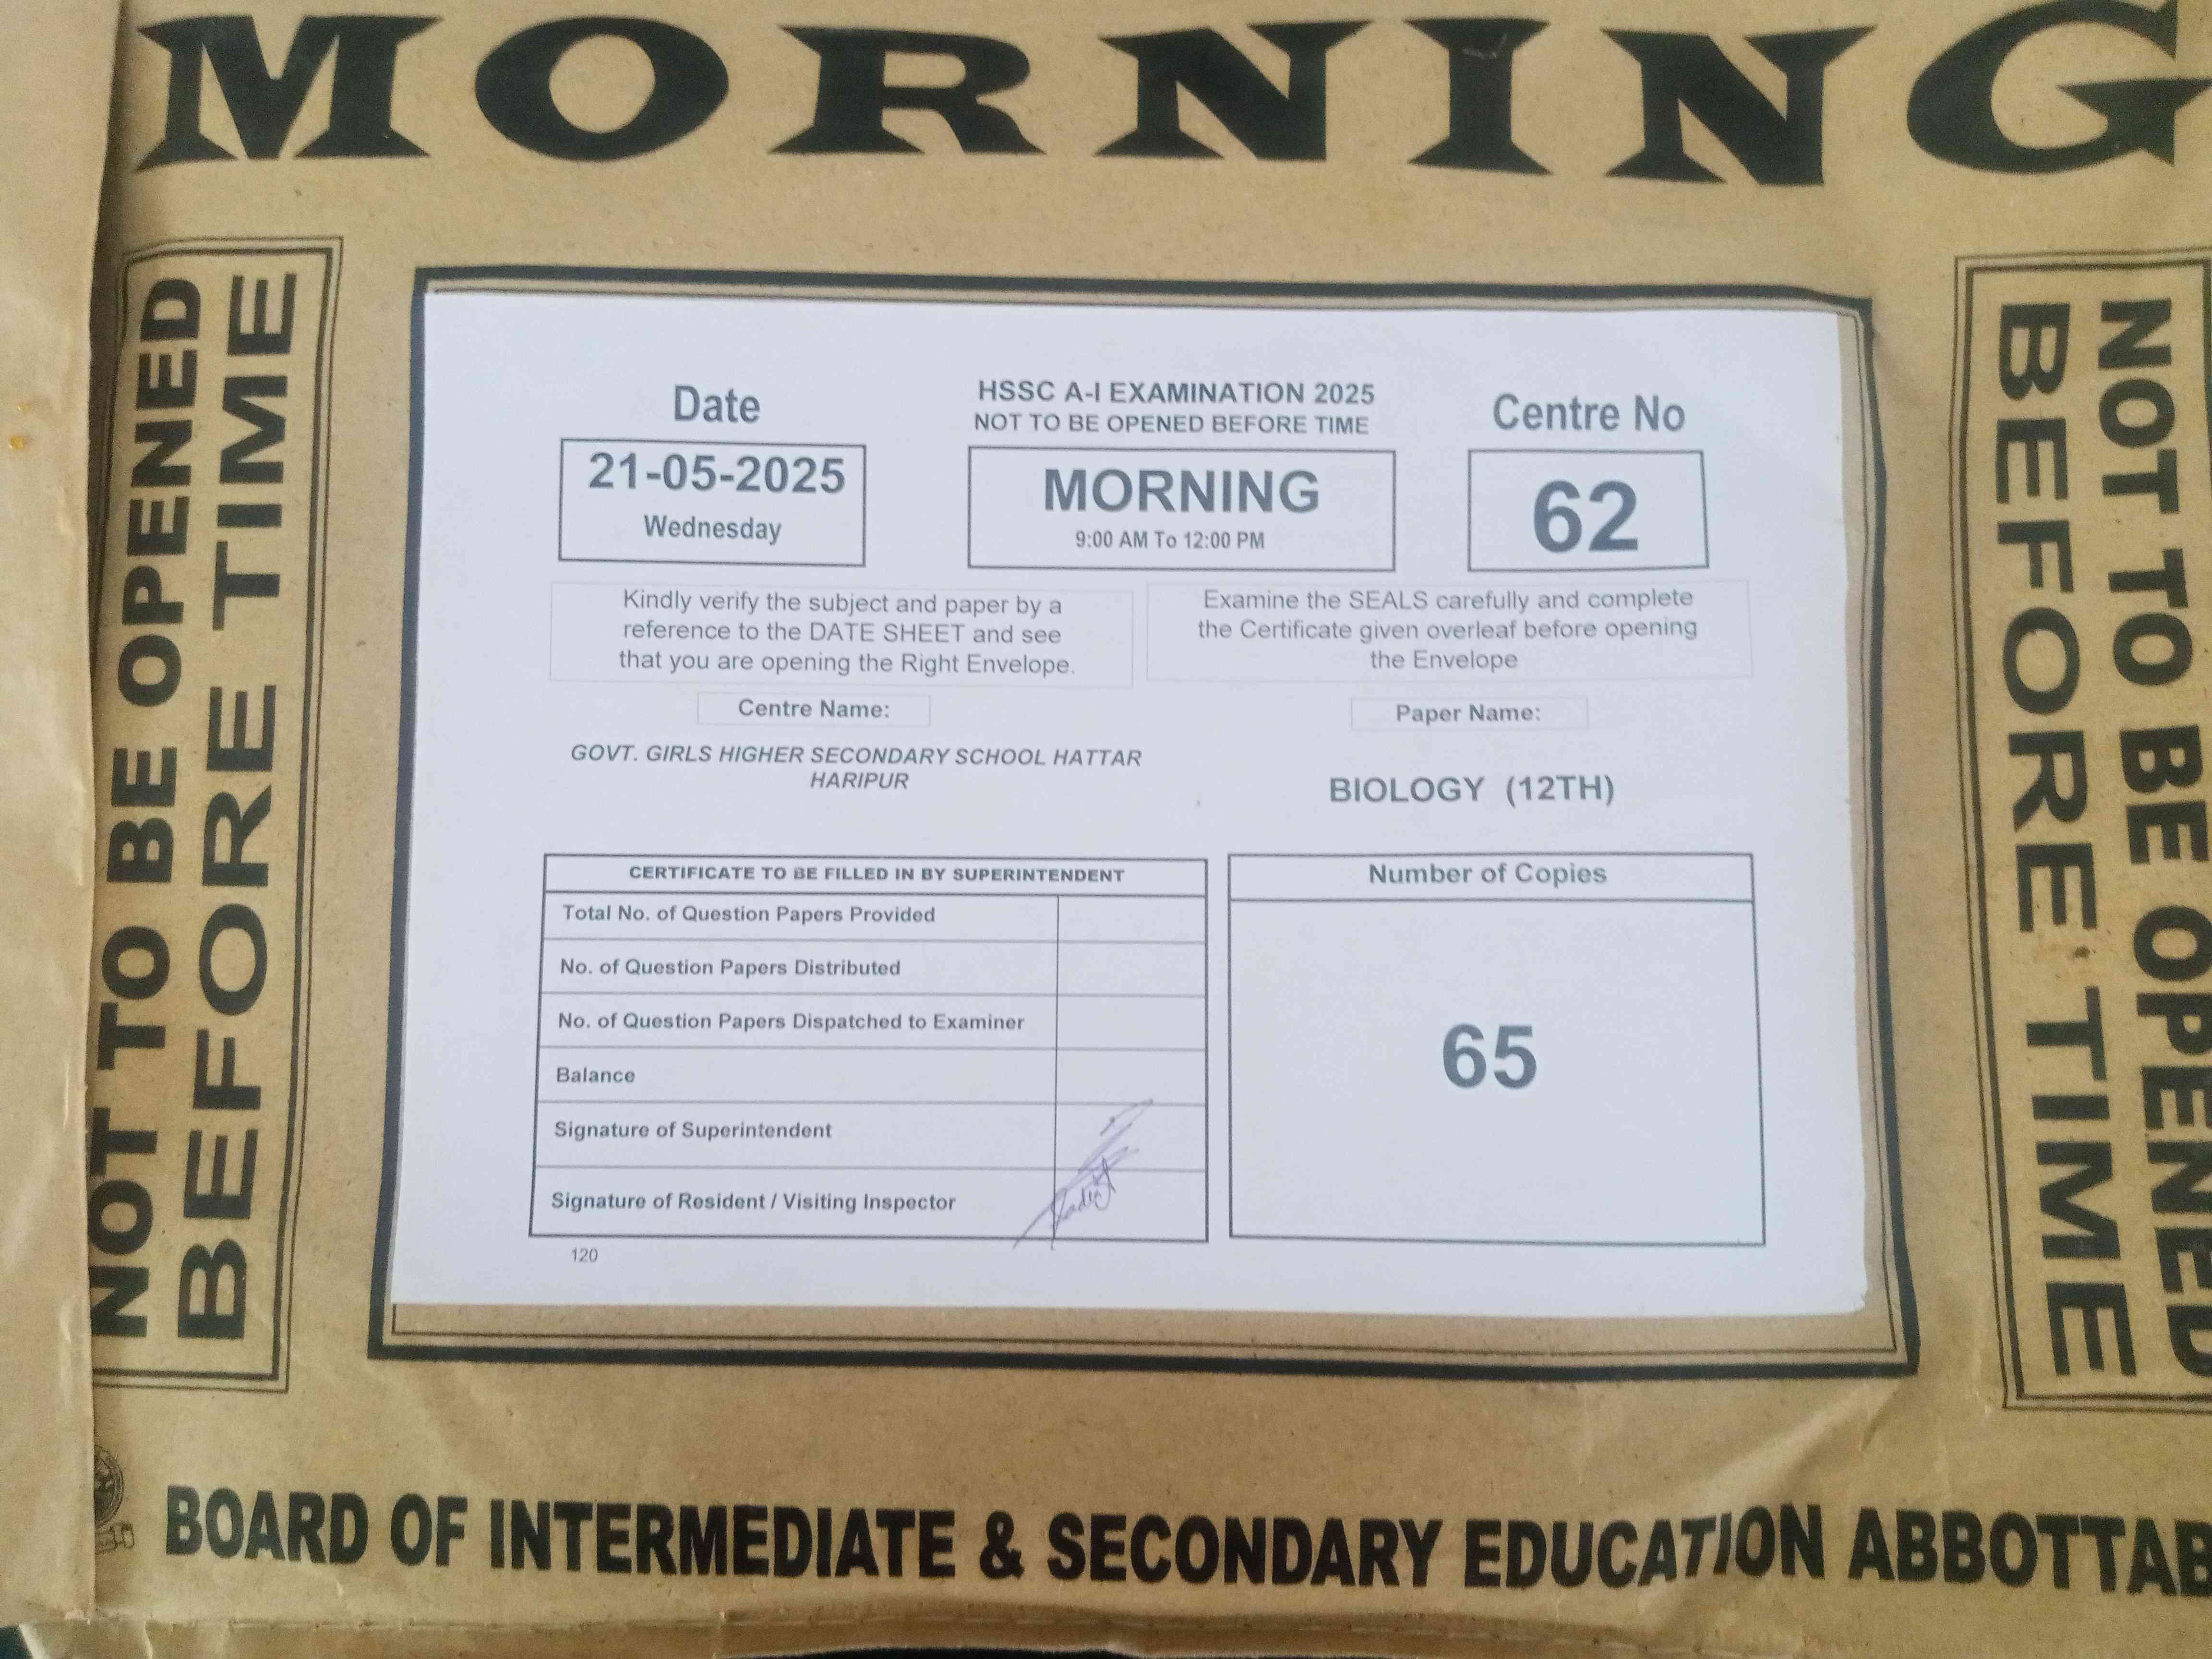 MORNING
NOT TO BE OPENED
BEFORE TIME
Date
21-05-2025
Wednesday
HSSC A-I EXAMINATION 2025
NOT TO BE OPENED BEFORE TIME
MORNING
9:00 AM To 12:00 PM
Centre No
62
Kindly verify the subject and paper by a
reference to the DATE SHEET and see
that you are opening the Right Envelope.
Examine the SEALS carefully and complete
the Certificate given overleaf before opening
the Envelope
Centre Name:
GOVT. GIRLS HIGHER SECONDARY SCHOOL HATTAR
HARIPUR
Paper Name:
BIOLOGY (12TH)
CERTIFICATE TO BE FILLED IN BY SUPERINTENDENT
Total No. of Question Papers Provided
No. of Question Papers Distributed
No. of Question Papers Dispatched to Examiner
Balance
Signature of Superintendent
Signature of Resident / Visiting Inspector
120
Number of Copies
65
NOT TO BE OPENED
BEFORE TIME
BOARD OF INTERMEDIATE & SECONDARY EDUCATION ABBOTTAB